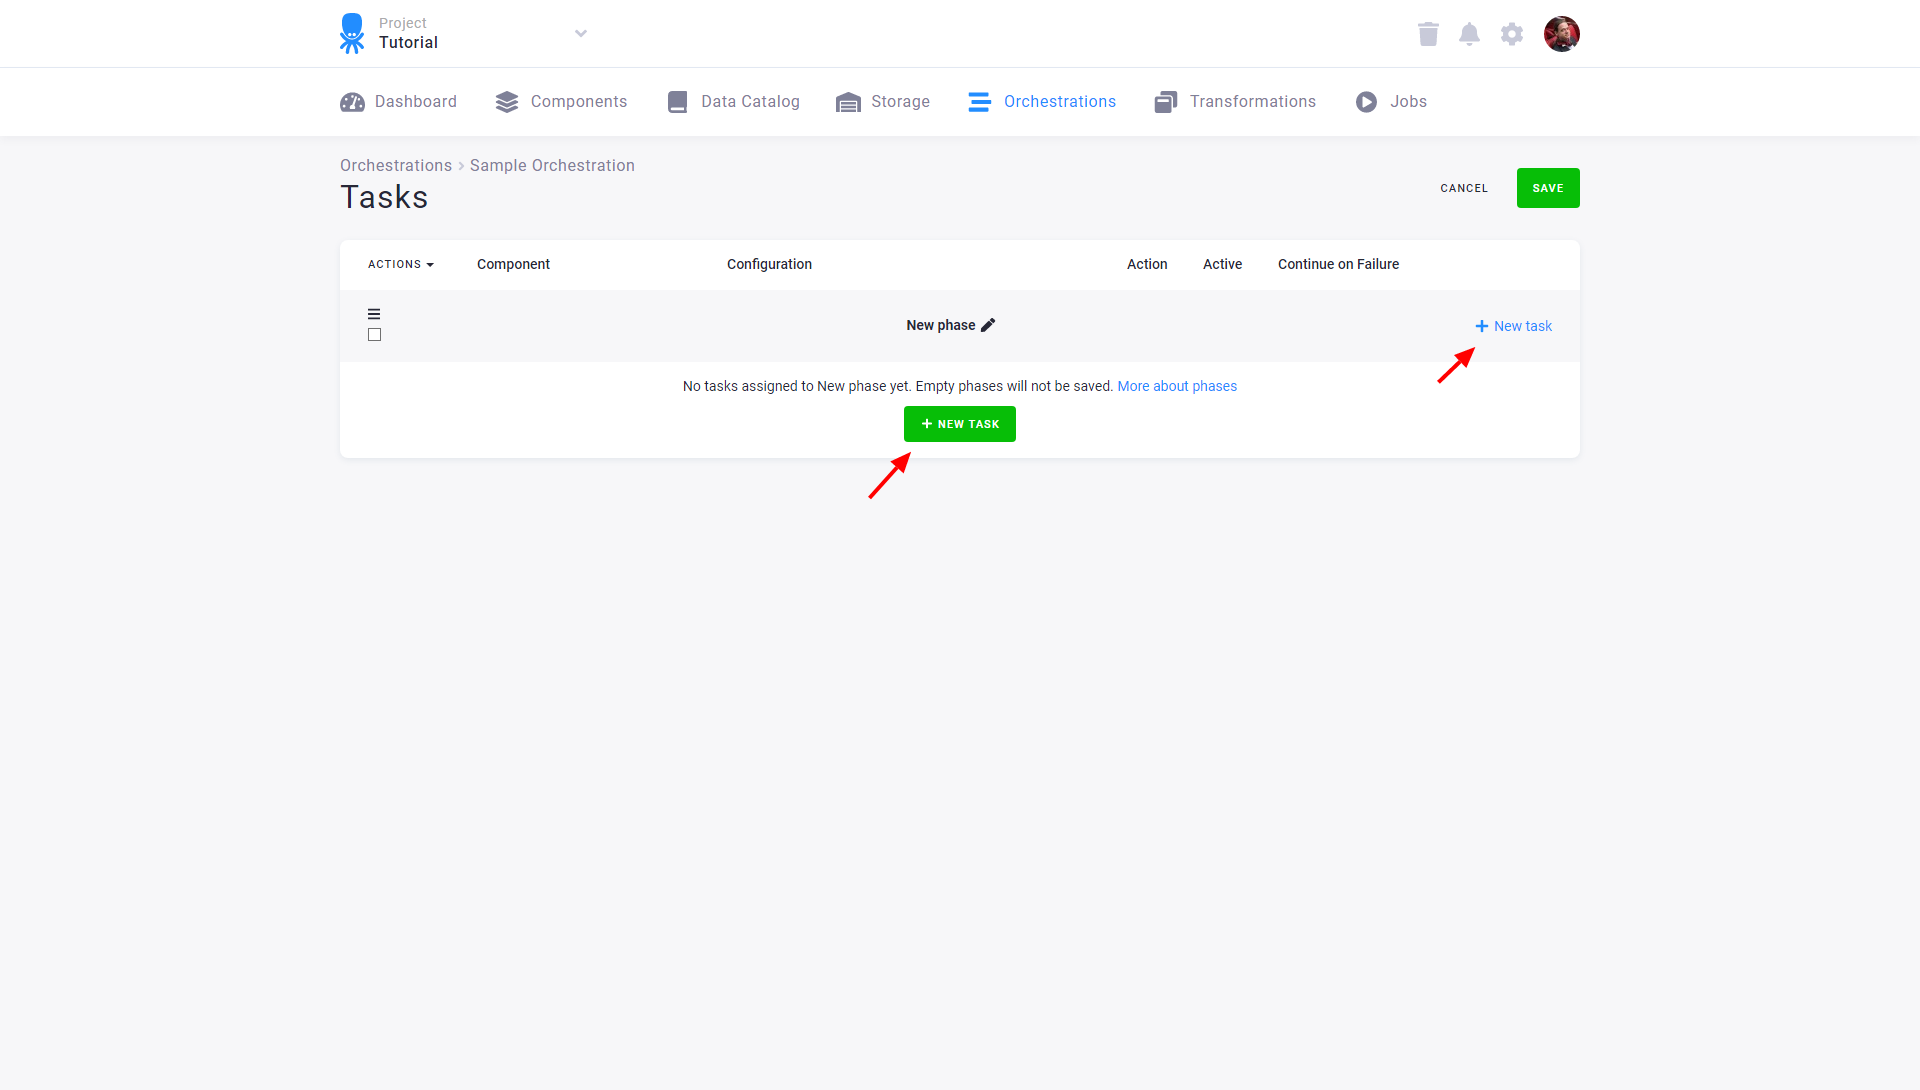 Project
Tutorial
Dashboard Components Data Catalog Storage Orchestrations Transformations Jobs
Orchestrations > Sample Orchestration
Tasks
CANCEL SAVE
ACTIONS Component Configuration Action Active Continue on Failure
New phase + New task
No tasks assigned to New phase yet. Empty phases will not be saved. More about phases
+ NEW TASK